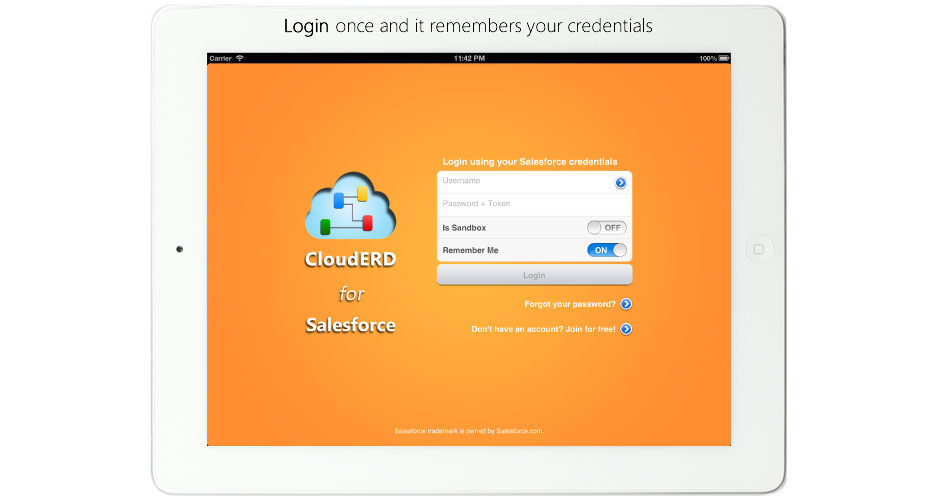 Login once and it remembers your credentials
Carrier 11:42 PM 100%
Login using your Salesforce credentials
Username
Password + Token
Is Sandbox OFF
Remember Me ON
Login
CloudERD
for
Salesforce
Forgot your password?
Don't have an account? Join for free!
Salesforce trademark is owned by Salesforce.com.